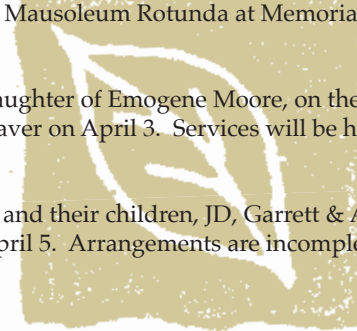 Mausoleum Rotunda at Memoria
ughter of Emogene Moore, on the
aver on April 3. Services will be h
and their children, JD, Garrett & A
pril 5. Arrangements are incomple